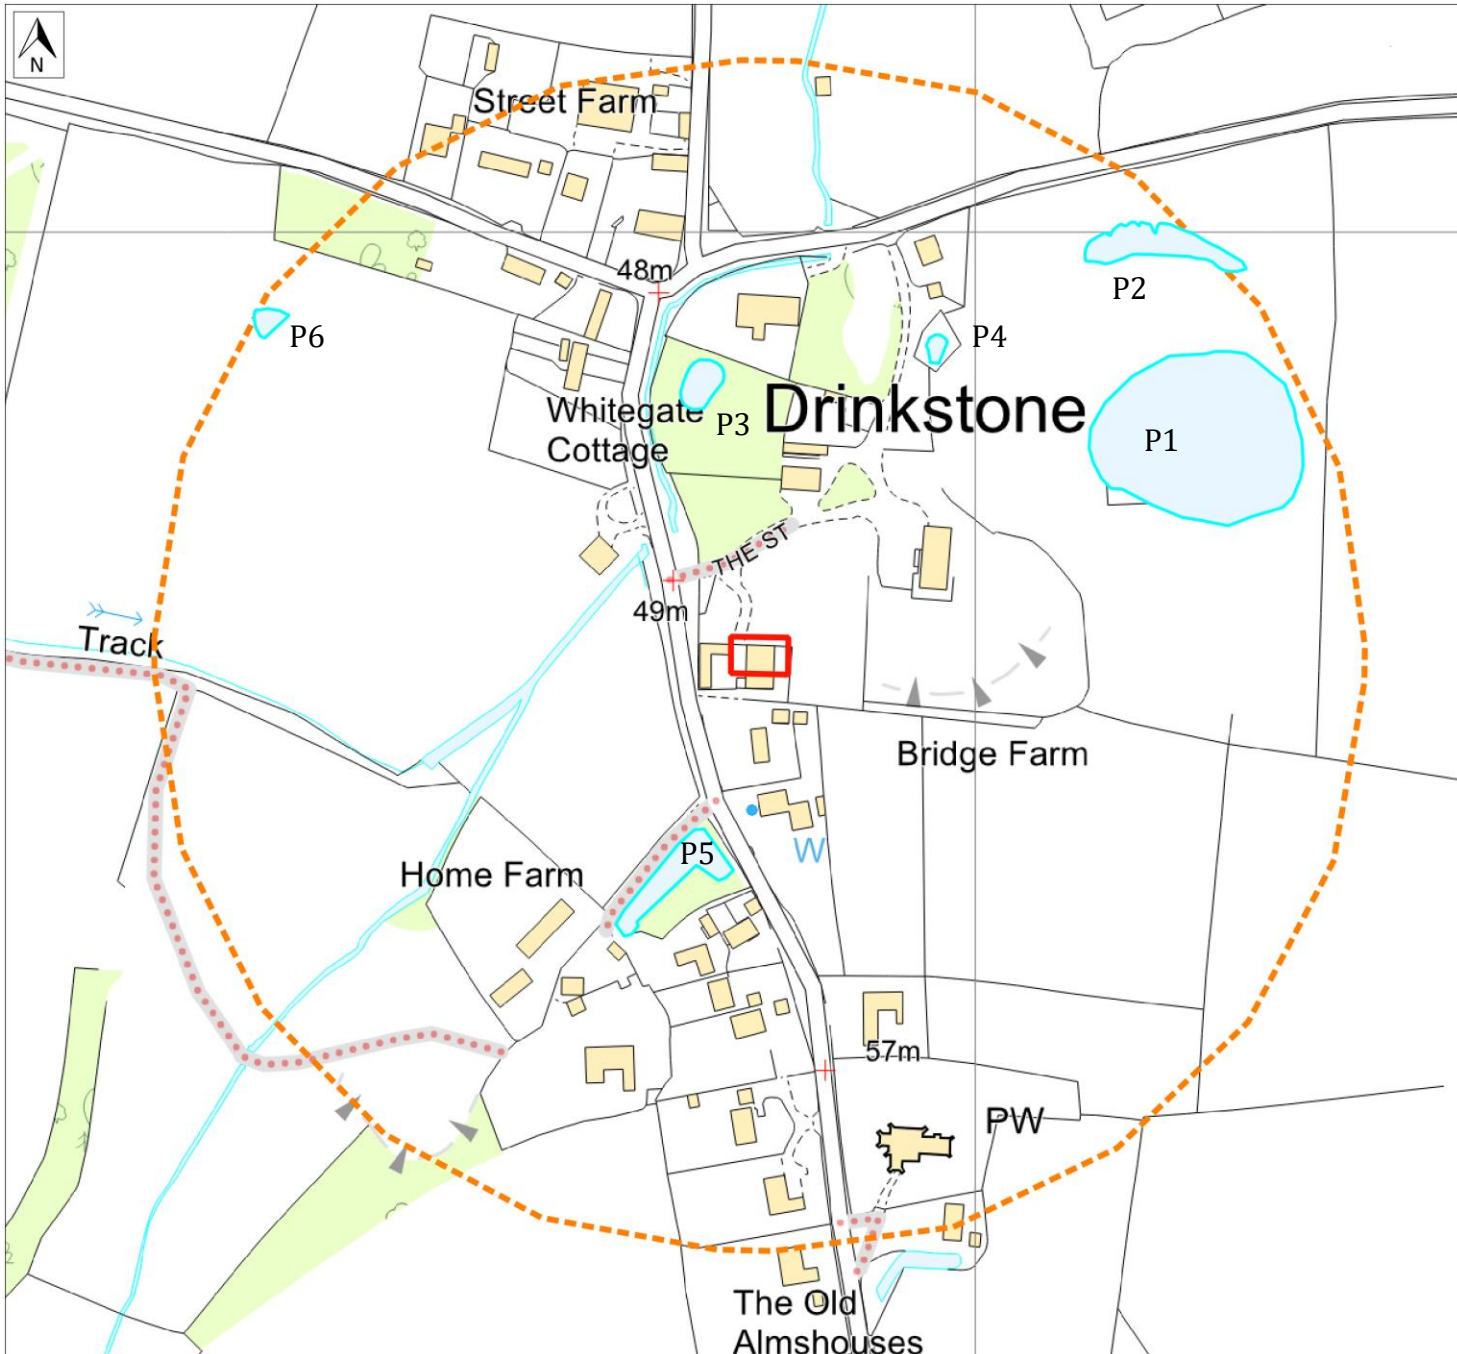 N
Street Farm
48m
P2
P6
P4
Whitegate
Cottage
P3
Drinkstone
P1
THE ST
49m
Track
Bridge Farm
W
P5
Home Farm
57m
PW
The Old
Almshouses